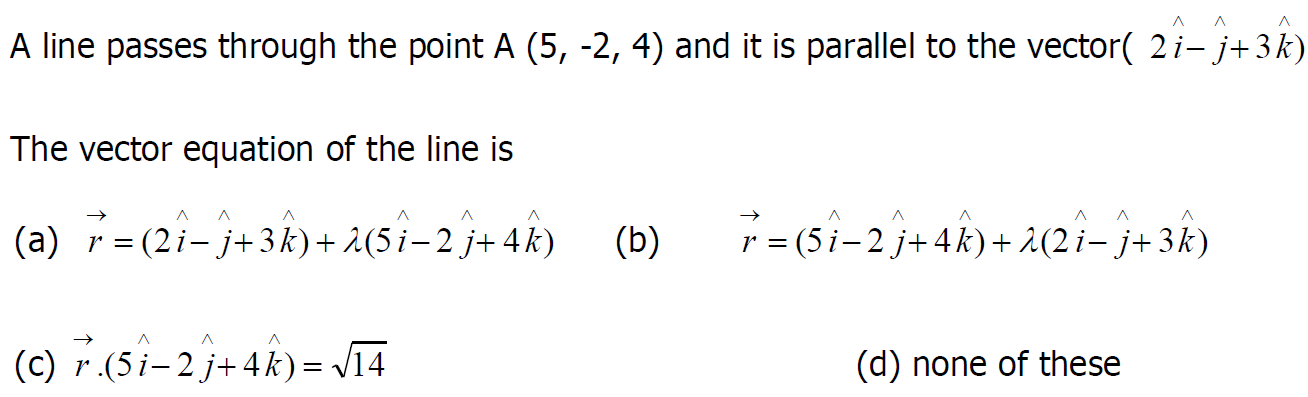 A line passes through the point A (5, -2, 4) and it is parallel to the vector( 2î− ĵ+3k̂)
The vector equation of the line is
(a) r⃗ = (2î− ĵ+3k̂)+ λ(5î−2ĵ+4k̂) (b) r⃗ = (5î−2ĵ+4k̂)+ λ(2î− ĵ+3k̂)
(c) r⃗ .(5î−2ĵ+4k̂) = √14 (d) none of these